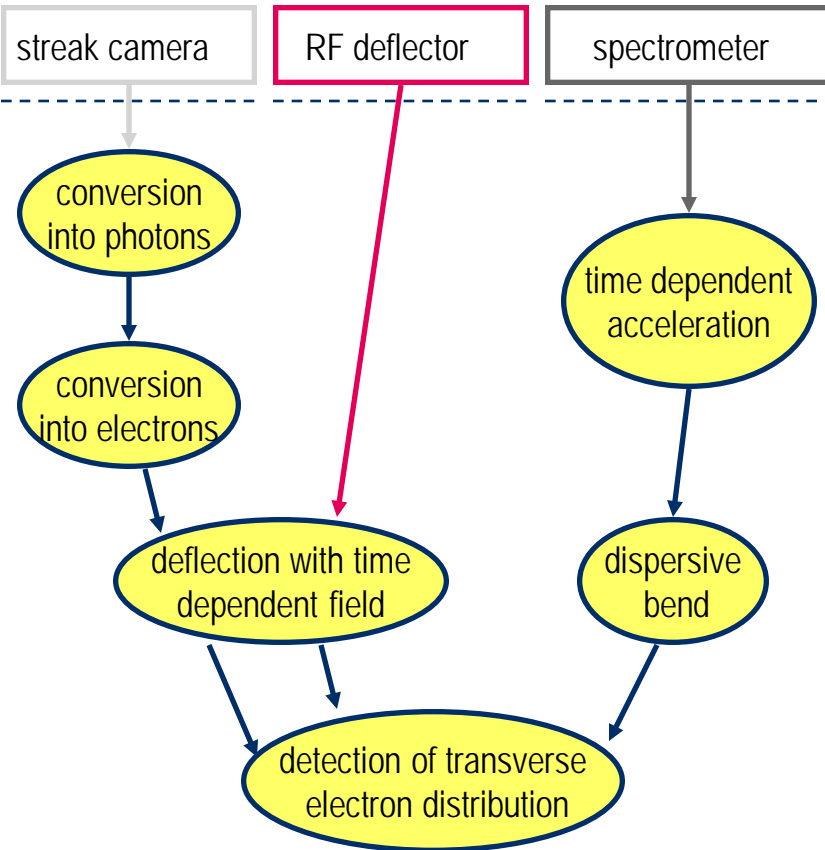 streak camera
RF deflector
spectrometer
conversion
into photons
time dependent
acceleration
conversion
into electrons
deflection with time
dependent field
dispersive
bend
detection of transverse
electron distribution